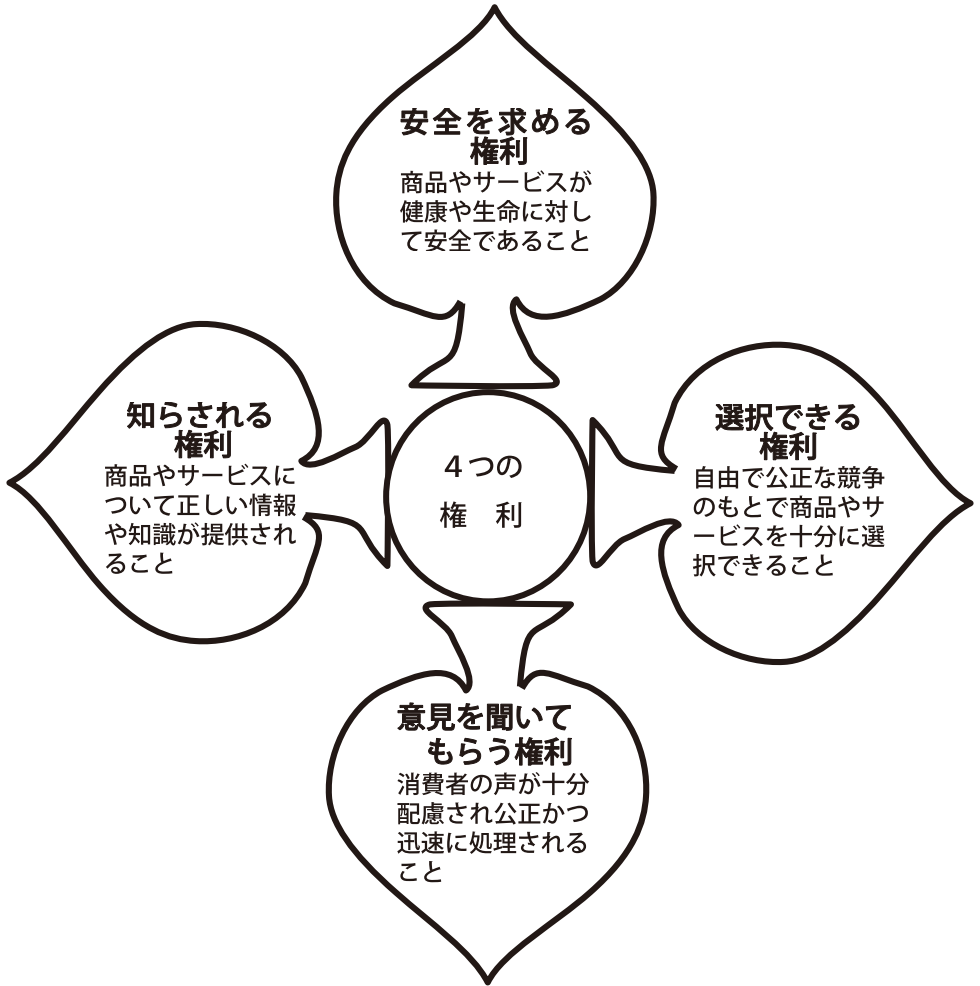 安全を求める
権利
商品やサービスが
健康や生命に対し
て安全であること
知らされる
権利
商品やサービスに
ついて正しい情報
や知識が提供され
ること
４つの
権　利
選択できる
権利
自由で公正な競争
のもとで商品やサ
ービスを十分に選
択できること
意見を聞いて
もらう権利
消費者の声が十分
配慮され公正かつ
迅速に処理される
こと